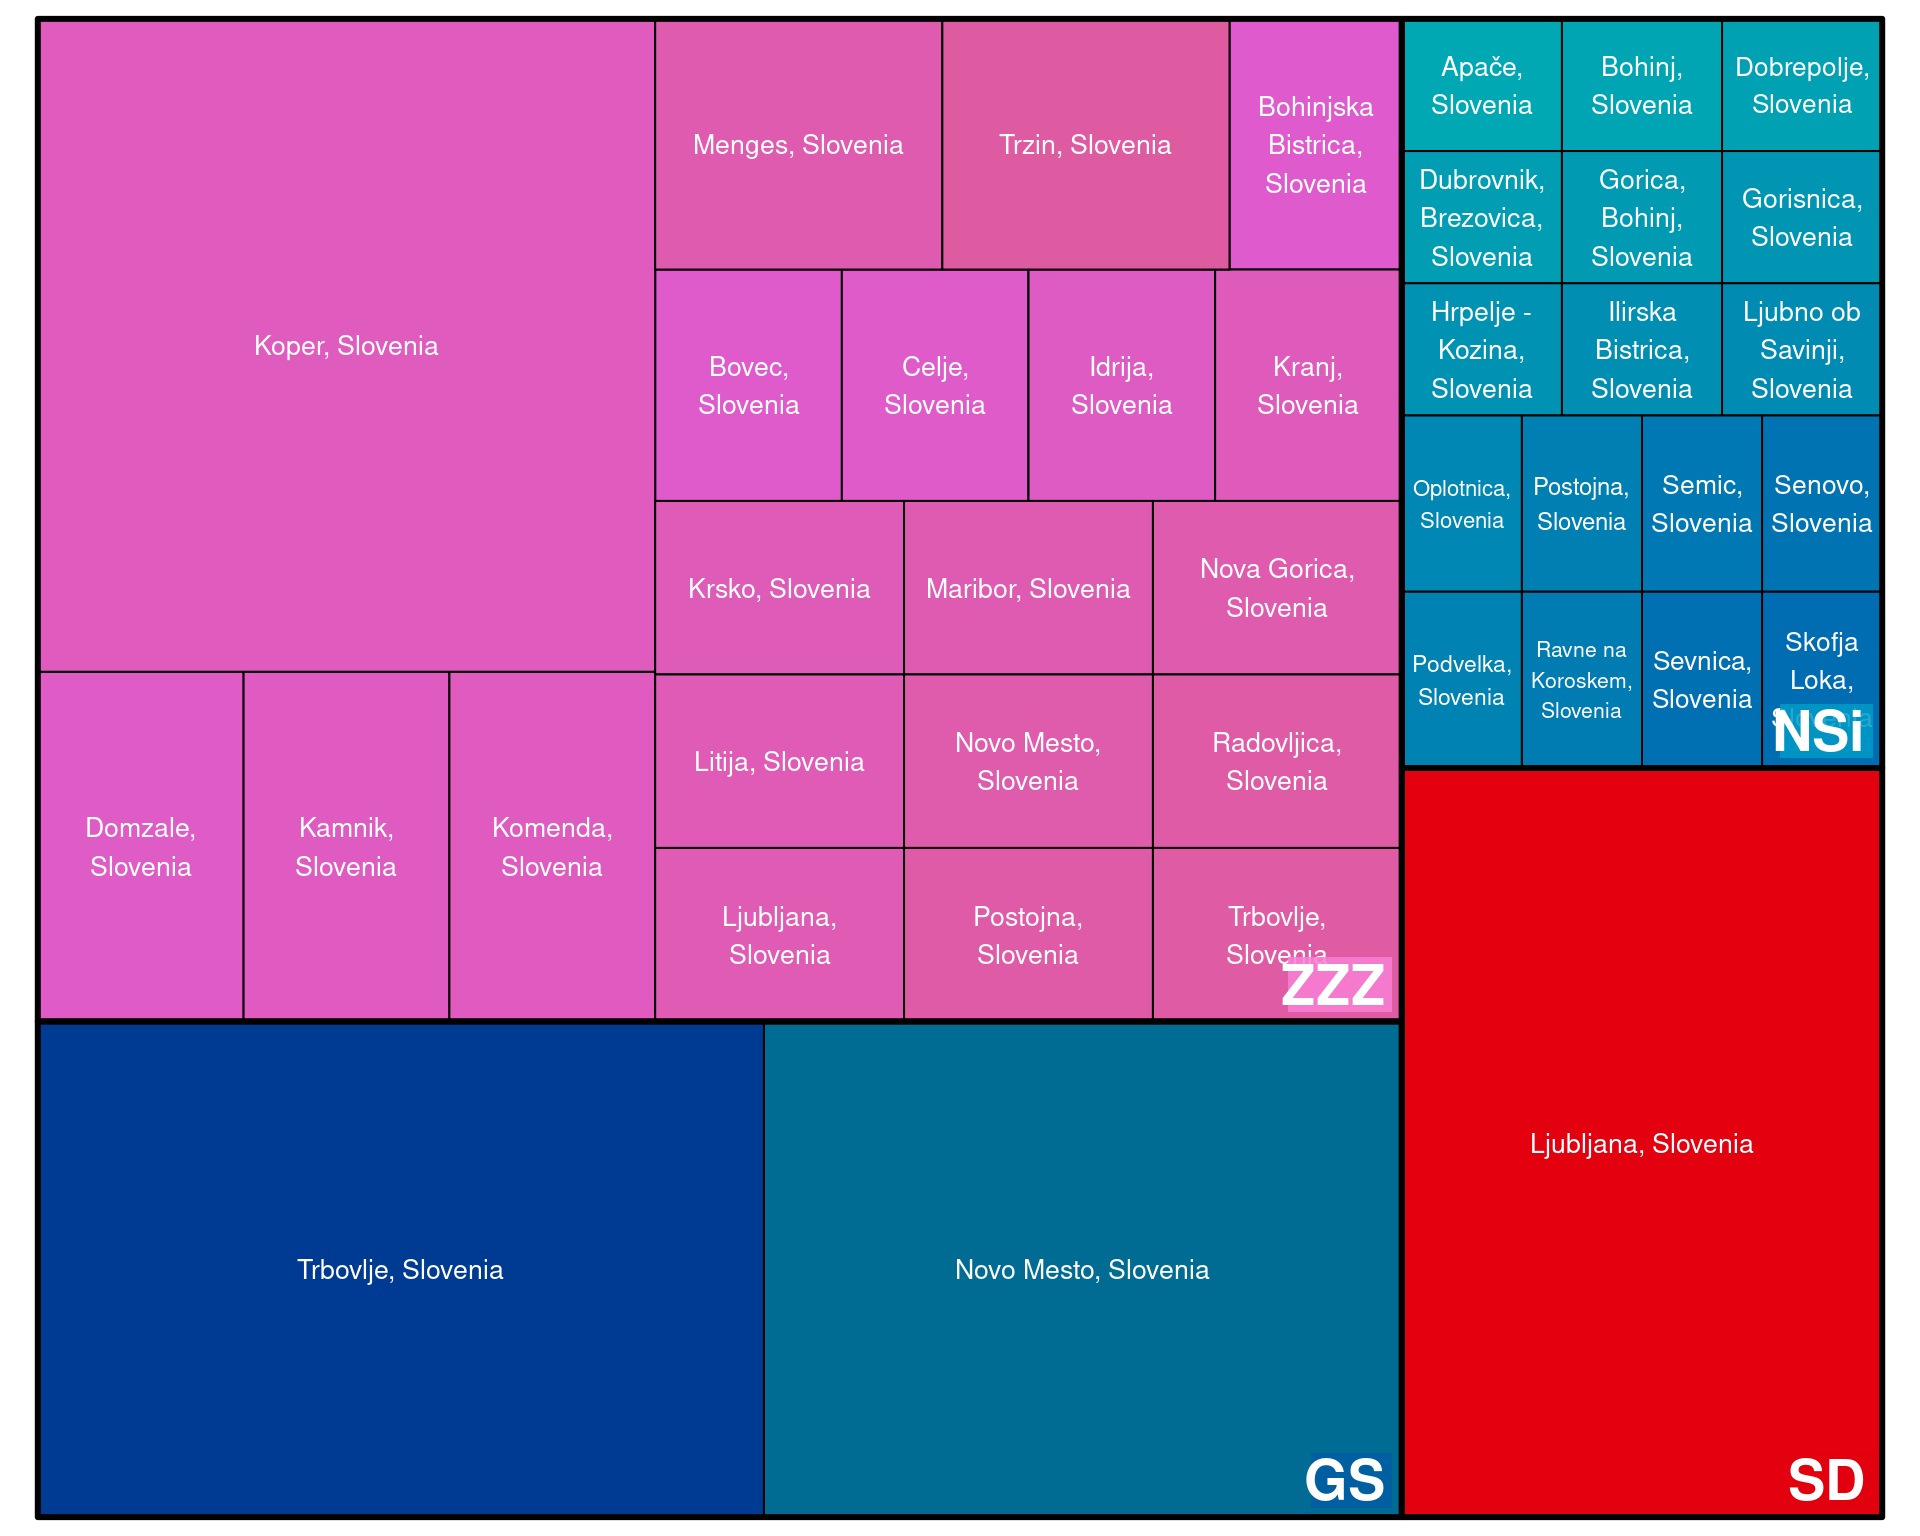 Koper, Slovenia
Menges, Slovenia
Trzin, Slovenia
Bohinjska
Bistrica,
Slovenia
Bovec,
Slovenia
Celje,
Slovenia
Idrija,
Slovenia
Kranj,
Slovenia
Krsko, Slovenia
Maribor, Slovenia
Nova Gorica,
Slovenia
Litija, Slovenia
Novo Mesto,
Slovenia
Radovljica,
Slovenia
Domzale,
Slovenia
Kamnik,
Slovenia
Komenda,
Slovenia
Ljubljana,
Slovenia
Postojna,
Slovenia
Trbovlje,
Slovenia
ZZZ
Apače,
Slovenia
Bohinj,
Slovenia
Dobrepolje,
Slovenia
Dubrovnik,
Brezovica,
Slovenia
Gorica,
Bohinj,
Slovenia
Gorisnica,
Slovenia
Hrpelje -
Kozina,
Slovenia
Ilirska
Bistrica,
Slovenia
Ljubno ob
Savinji,
Slovenia
Oplotnica,
Slovenia
Postojna,
Slovenia
Semic,
Slovenia
Senovo,
Slovenia
Podvelka,
Slovenia
Ravne na
Koroskem,
Slovenia
Sevnica,
Slovenia
Skofja
Loka,
Slovenia
NSi
Trbovlje, Slovenia
Novo Mesto, Slovenia
GS
Ljubljana, Slovenia
SD